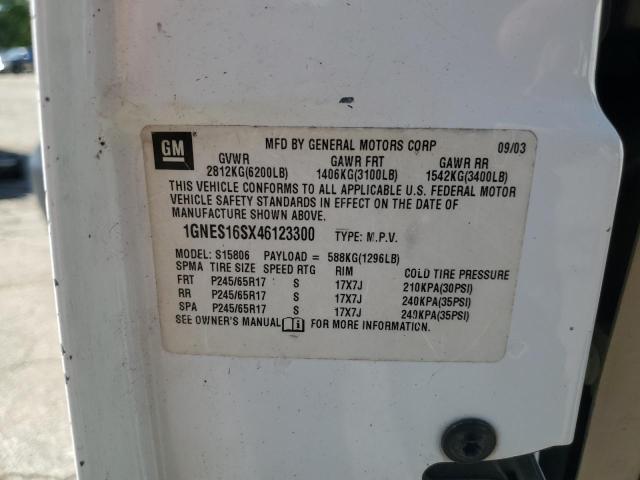 GM MFD BY GENERAL MOTORS CORP 09/03
GVWR GAWR FRT GAWR RR
2812KG(6200LB) 1406KG(3100LB) 1542KG(3400LB)
THIS VEHICLE CONFORMS TO ALL APPLICABLE U.S. FEDERAL MOTOR
VEHICLE SAFETY STANDARDS IN EFFECT ON THE DATE OF
MANUFACTURE SHOWN ABOVE.
1GNES16SX46123300 TYPE: M.P.V.
MODEL: S15806 PAYLOAD = 588KG(1296LB)
SPMA TIRE SIZE SPEED RTG RIM COLD TIRE PRESSURE
FRT P245/65R17 S 17X7J 210KPA(30PSI)
RR P245/65R17 S 17X7J 240KPA(35PSI)
SPA P245/65R17 S 17X7J 240KPA(35PSI)
SEE OWNER'S MANUAL FOR MORE INFORMATION.